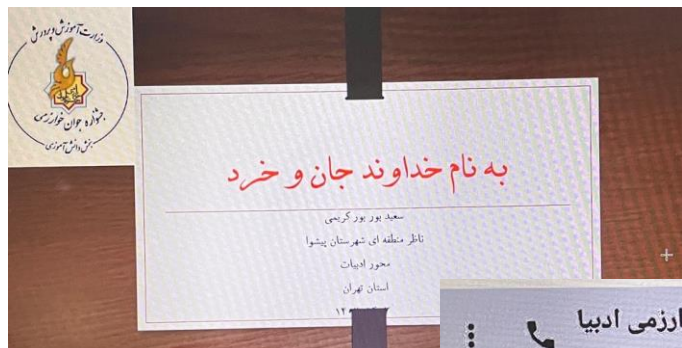 وزارت آموزش و پرورش
جشنواره جوان خوارزمی
بخش دانش آموزی
به نام خداوند جان و خرد
سعید پور پور کریمی
ناظر منطقه ای شهرستان پیشوا
محور ادبیات
استان تهران
ارزمی ادبیا